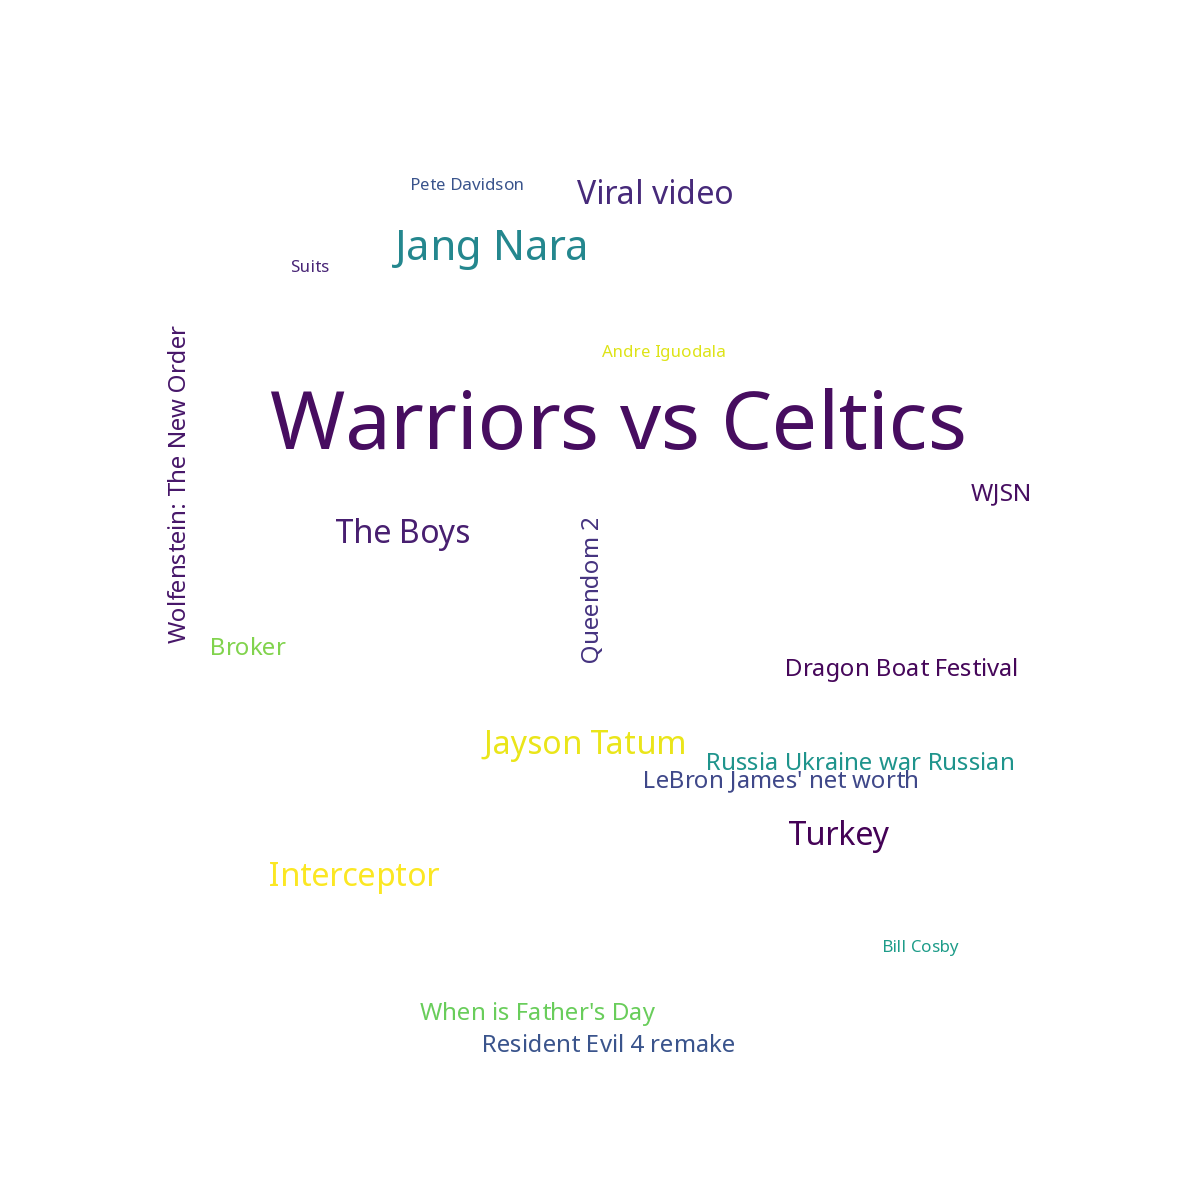 Pete Davidson
Viral video
Jang Nara
Suits
Andre Iguodala
Wolfenstein: The New Order
Warriors vs Celtics
WJSN
The Boys
Queendom 2
Broker
Dragon Boat Festival
Jayson Tatum
Russia Ukraine war Russian
LeBron James' net worth
Turkey
Interceptor
Bill Cosby
When is Father's Day
Resident Evil 4 remake